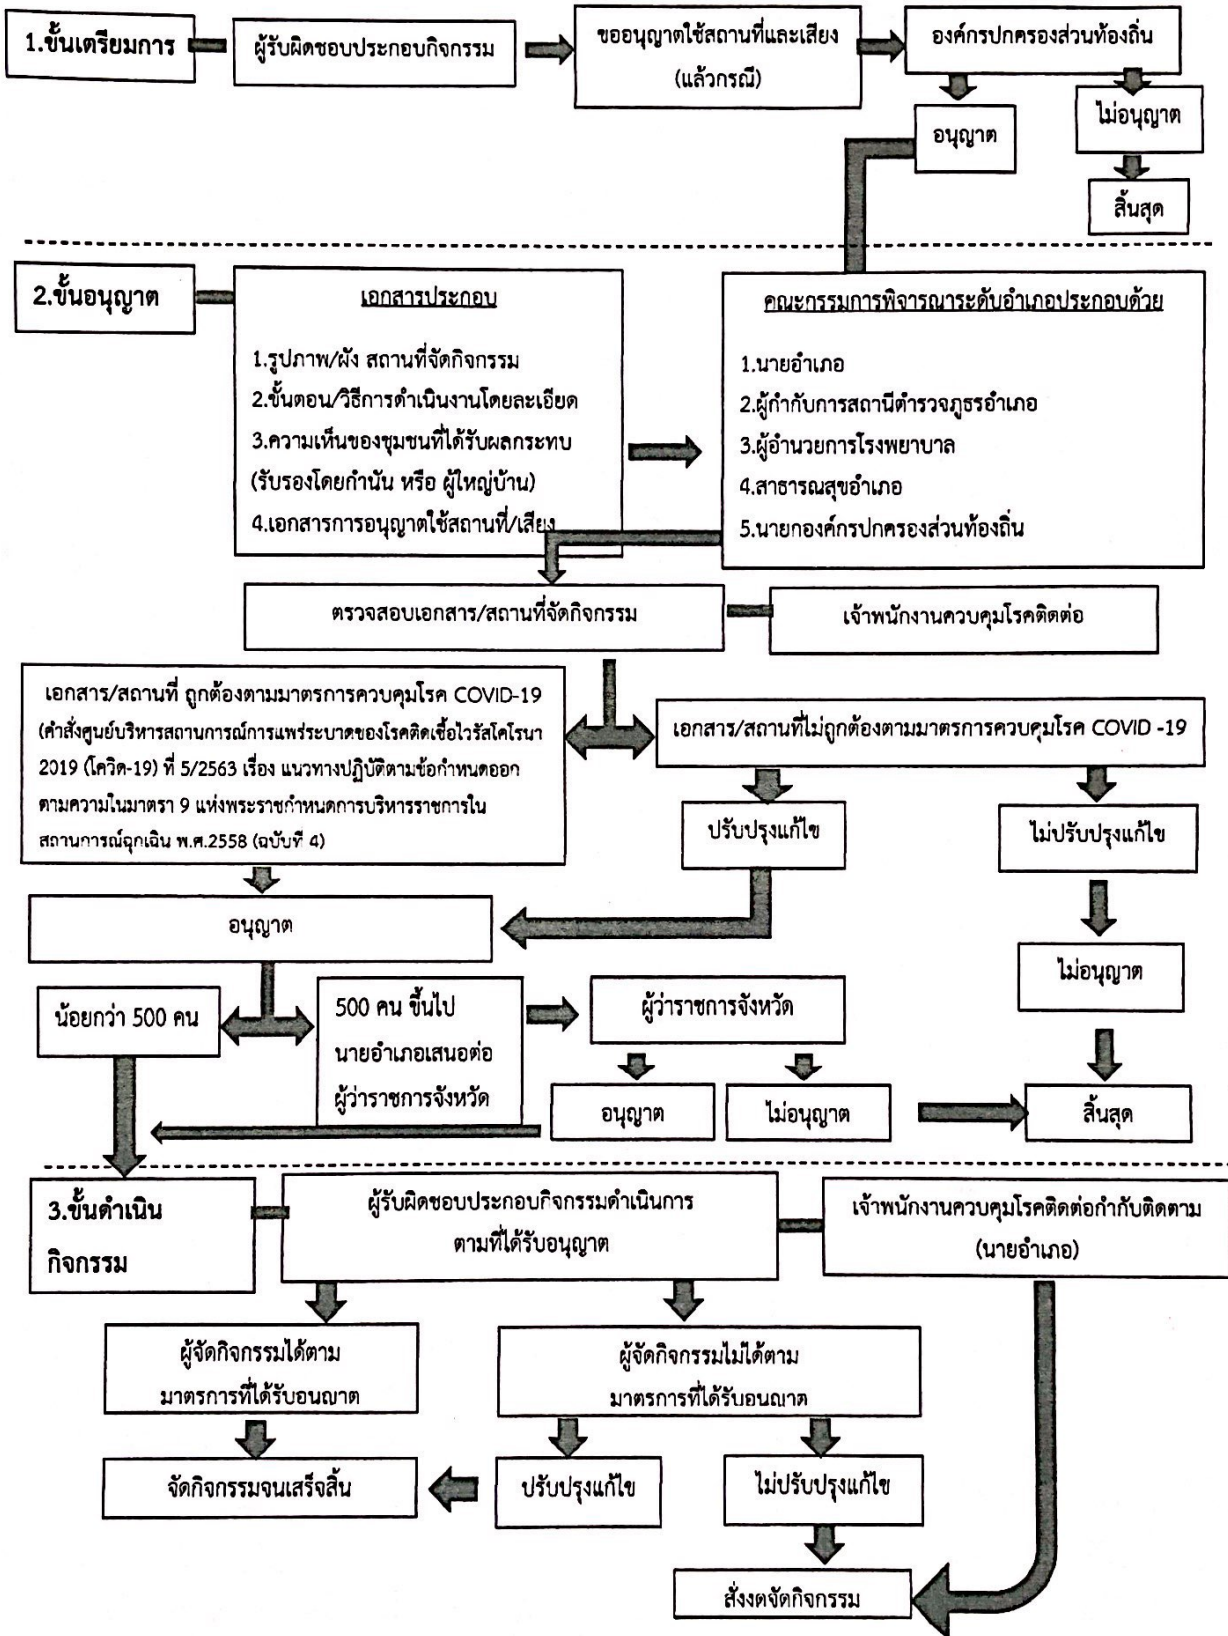 1.ขั้นเตรียมการ
ผู้รับผิดชอบประกอบกิจกรรม
ขออนุญาตใช้สถานที่และเสียง
(แล้วกรณี)
องค์กรปกครองส่วนท้องถิ่น
อนุญาต
ไม่อนุญาต
สิ้นสุด
2.ขั้นอนุญาต
เอกสารประกอบ
1.รูปภาพ/ผัง สถานที่จัดกิจกรรม
2.ขั้นตอน/วิธีการดำเนินงานโดยละเอียด
3.ความเห็นของชุมชนที่ได้รับผลกระทบ
(รับรองโดยกำนัน หรือ ผู้ใหญ่บ้าน)
4.เอกสารการอนุญาตใช้สถานที่/เสียง
คณะกรรมการพิจารณาระดับอำเภอประกอบด้วย
1.นายอำเภอ
2.ผู้กำกับการสถานีตำรวจภูธรอำเภอ
3.ผู้อำนวยการโรงพยาบาล
4.สาธารณสุขอำเภอ
5.นายกองค์กรปกครองส่วนท้องถิ่น
ตรวจสอบเอกสาร/สถานที่จัดกิจกรรม
เจ้าพนักงานควบคุมโรคติดต่อ
เอกสาร/สถานที่ ถูกต้องตามมาตรการควบคุมโรค COVID-19
(คำสั่งศูนย์บริหารสถานการณ์การแพร่ระบาดของโรคติดเชื้อไวรัสโคโรนา
2019 (โควิด-19) ที่ 5/2563 เรื่อง แนวทางปฏิบัติตามข้อกำหนดออก
ตามความในมาตรา 9 แห่งพระราชกำหนดการบริหารราชการใน
สถานการณ์ฉุกเฉิน พ.ศ.2558 (ฉบับที่ 4)
เอกสาร/สถานที่ไม่ถูกต้องตามมาตรการควบคุมโรค COVID -19
ปรับปรุงแก้ไข
ไม่ปรับปรุงแก้ไข
อนุญาต
ไม่อนุญาต
น้อยกว่า 500 คน
500 คน ขึ้นไป
นายอำเภอเสนอต่อ
ผู้ว่าราชการจังหวัด
ผู้ว่าราชการจังหวัด
อนุญาต
ไม่อนุญาต
สิ้นสุด
3.ขั้นดำเนิน
กิจกรรม
ผู้รับผิดชอบประกอบกิจกรรมดำเนินการ
ตามที่ได้รับอนุญาต
เจ้าพนักงานควบคุมโรคติดต่อกำกับติดตาม
(นายอำเภอ)
ผู้จัดกิจกรรมได้ตาม
มาตรการที่ได้รับอนุญาต
ผู้จัดกิจกรรมไม่ได้ตาม
มาตรการที่ได้รับอนุญาต
จัดกิจกรรมจนเสร็จสิ้น
ปรับปรุงแก้ไข
ไม่ปรับปรุงแก้ไข
สั่งงดจัดกิจกรรม